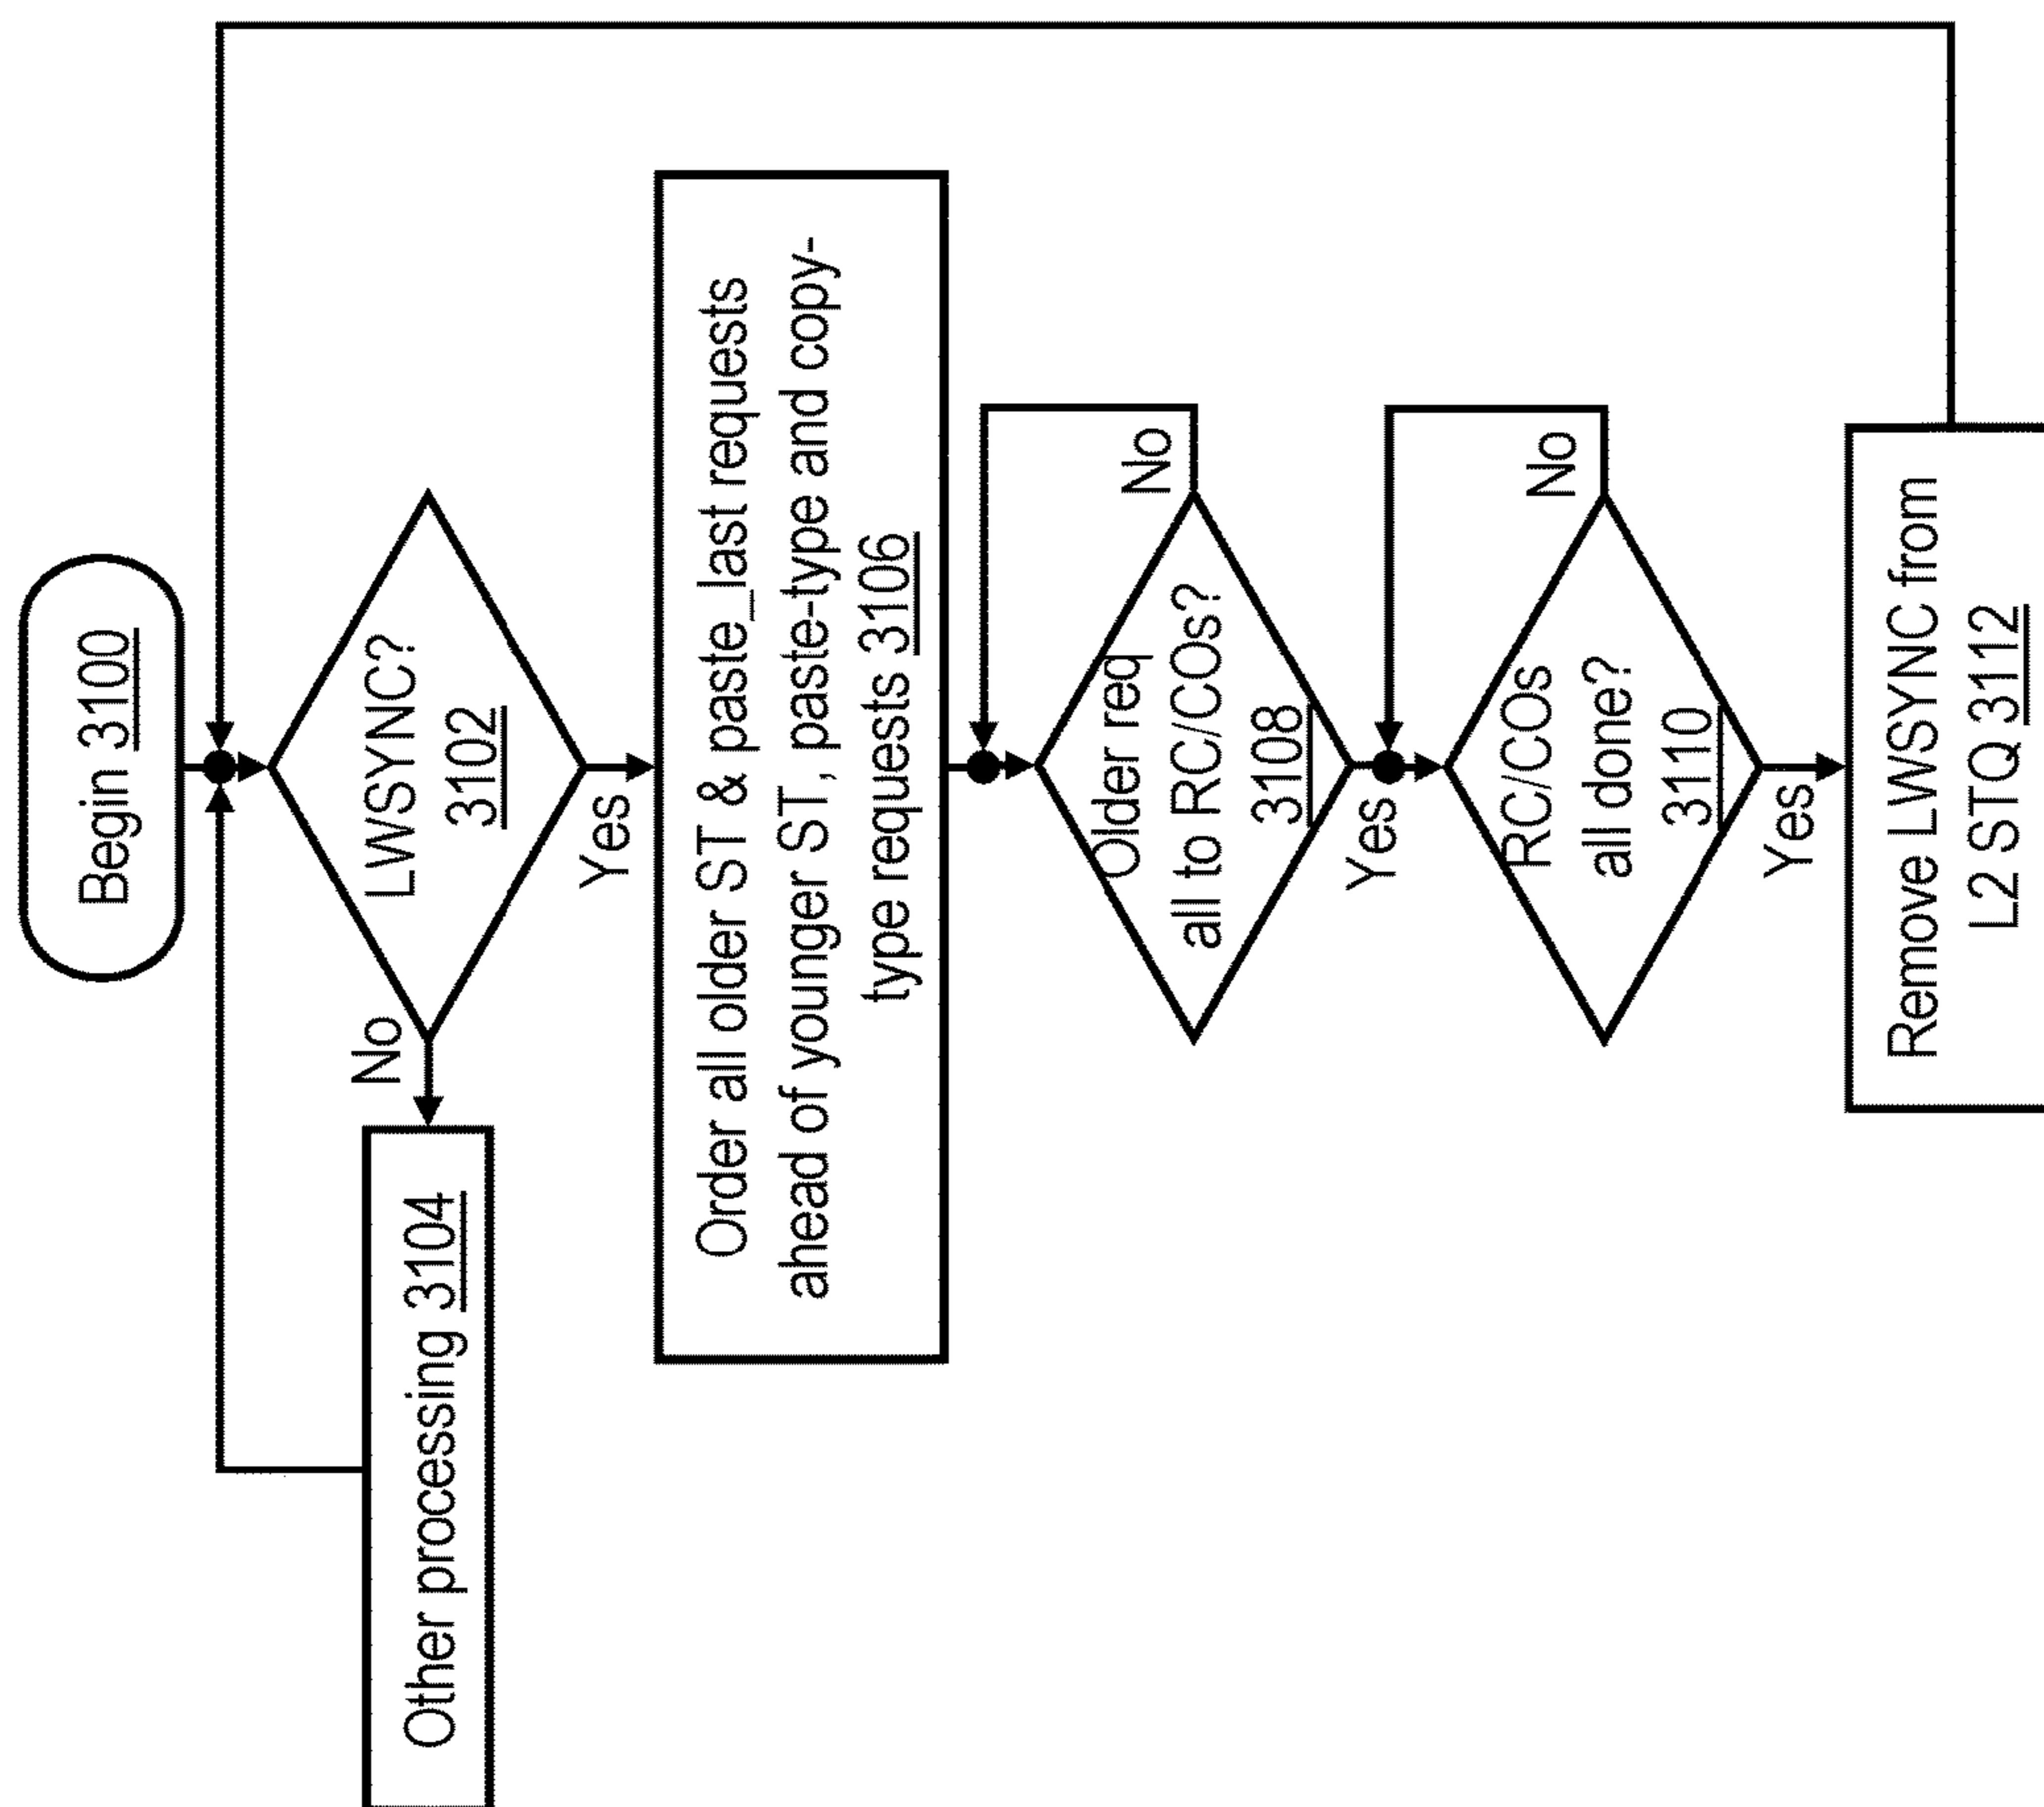 Begin 3100
LWSYNC?
3102
No
Other processing 3104
Yes
Order all older ST & paste_last requests
ahead of younger ST, paste-type and copy-
type requests 3106
Older req
all to RC/COs?
3108
No
Yes
RC/COs
all done?
3110
No
Yes
Remove LWSYNC from
L2 STQ 3112